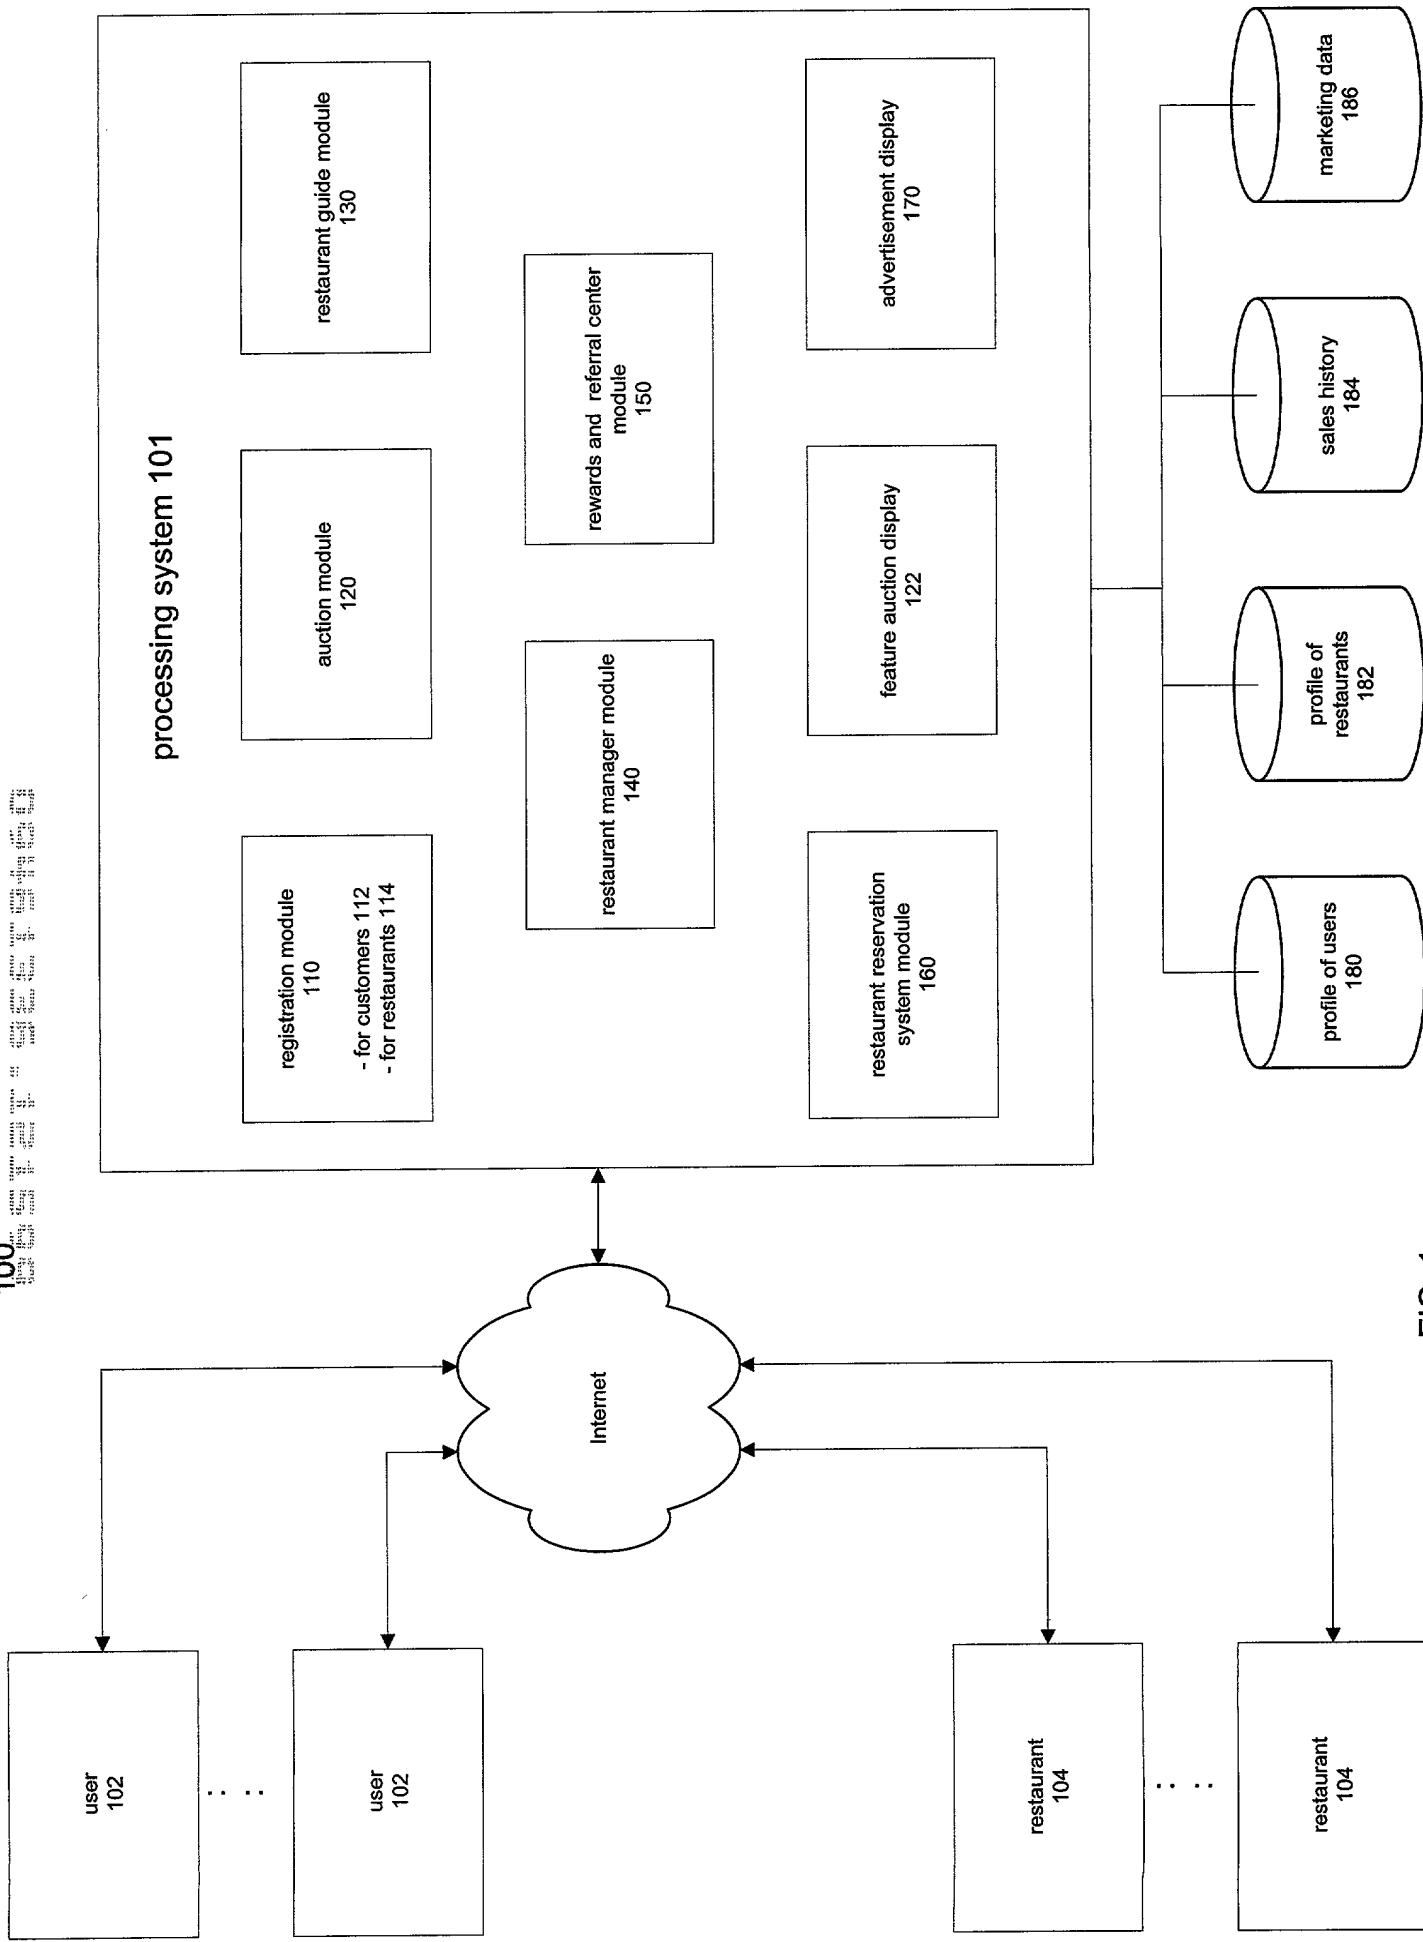 100
processing system 101
registration module
110
- for customers 112
- for restaurants 114
auction module
120
restaurant guide module
130
restaurant manager module
140
rewards and referral center
module
150
restaurant reservation
system module
160
feature auction display
122
advertisement display
170
user
102
user
102
Internet
restaurant
104
restaurant
104
profile of users
180
profile of
restaurants
182
sales history
184
marketing data
186